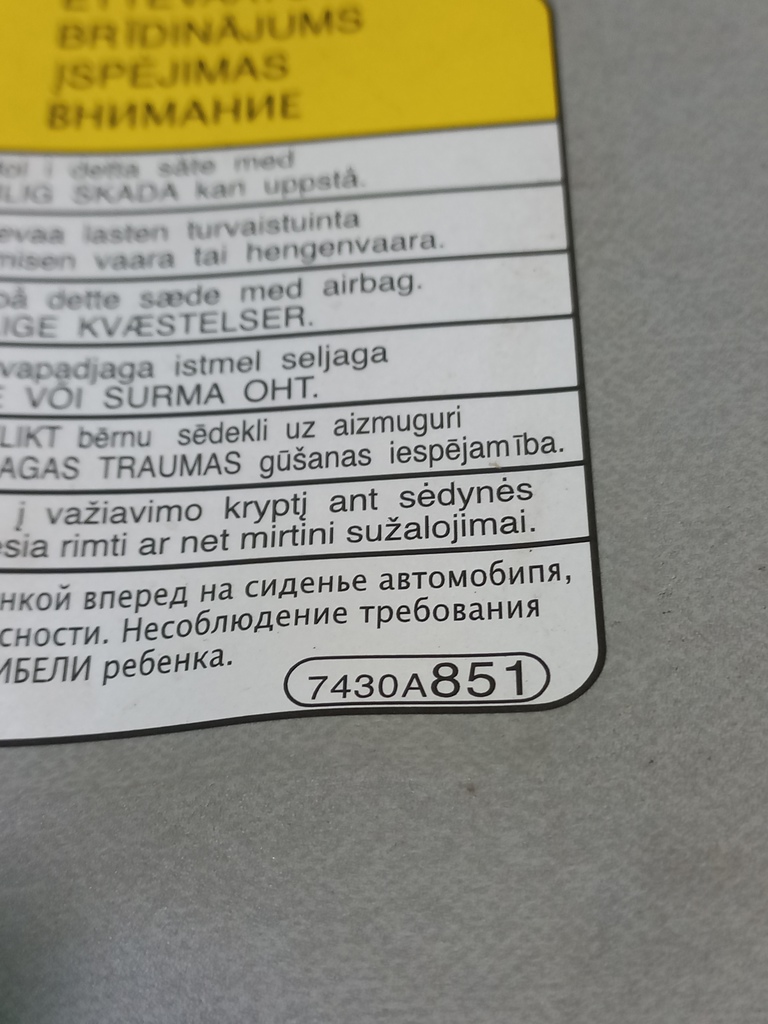 BRĪDINĀJUMS
ĮSPĖJIMAS
ВНИМАНИЕ
i detta säte med
SKADA kan uppstå.
lasten turvaistuinta
vaara tai hengenvaara.
på dette sæde med airbag.
KVÆSTELSER.
istmel seljaga
VÕI SURMA OHT.
bērnu sēdekli uz aizmuguri
TRAUMAS gūšanas iespējamība.
į važiavimo kryptį ant sėdynės
rimti ar net mirtini sužalojimai.
вперед на сиденье автомобипя,
Несоблюдение требования
ребенка.
7430A851